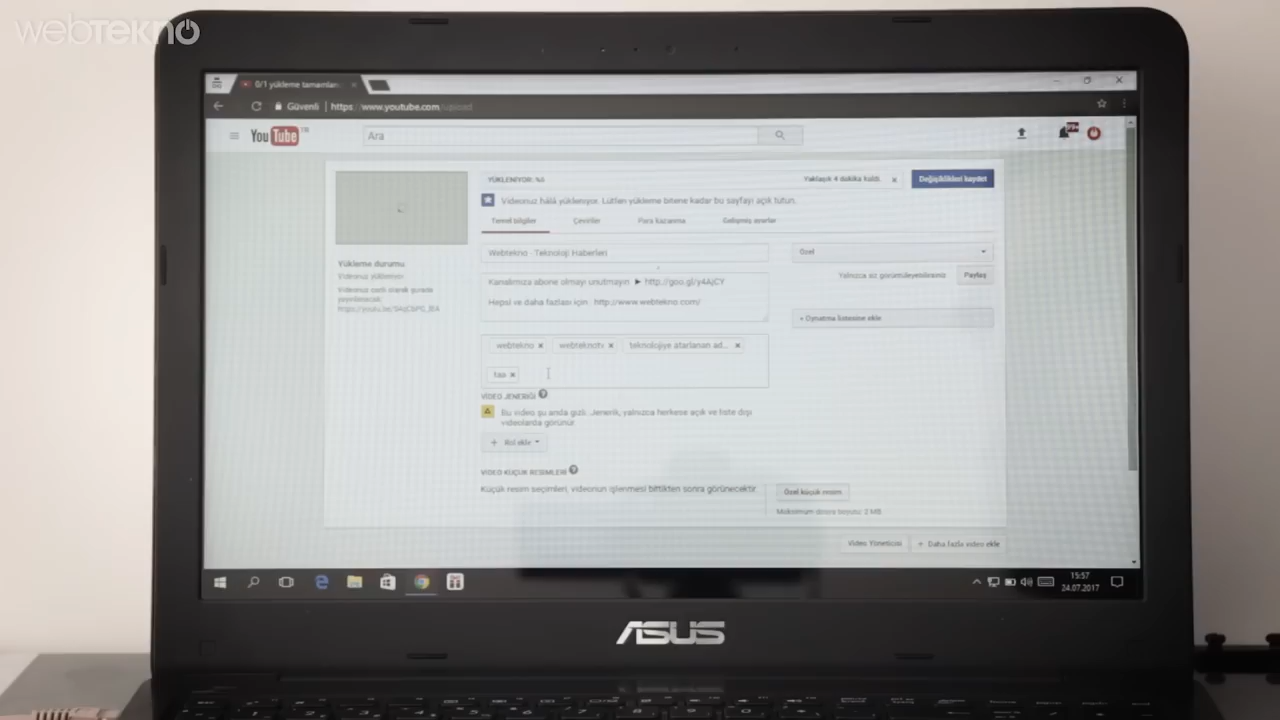 webtekno
0/1 yükleme tamamlan
Güvenli https://www.youtube.com/upload
YouTube TR
Ara
YÜKLENİYOR: %6
Yaklaşık 4 dakika kaldı.
Değişiklikleri kaydet
Videonuz hâlâ yükleniyor. Lütfen yükleme bitene kadar bu sayfayı açık tutun.
Temel bilgiler Çeviriler Para kazanma Gelişmiş ayarlar
Webtekno - Teknoloji Haberleri
Özel
Yükleme durumu
Videonuz yükleniyor.
Videonuz canlı olarak şurada
yayınlanacak:
Yalnızca siz görüntüleyebilirsiniz
Paylaş
Kanalımıza abone olmayı unutmayın ► http://goo.gl/y4AjCY
Hepsi ve daha fazlası için http://www.webtekno.com/
+ Oynatma listesine ekle
webtekno × webteknotv × teknolojiye atarlanan ad... ×
taa ×
VİDEO JENERİĞİ ?
Bu video şu anda gizli. Jenerik, yalnızca herkese açık ve liste dışı
videolarda görünür.
+ Rol ekle
VİDEO KÜÇÜK RESİMLERİ ?
Küçük resim seçimleri, videonun işlenmesi bittikten sonra görünecektir.
Özel küçük resim
Maksimum dosya boyutu: 2 MB
Video Yöneticisi + Daha fazla video ekle
15:57
24.07.2017
ASUS